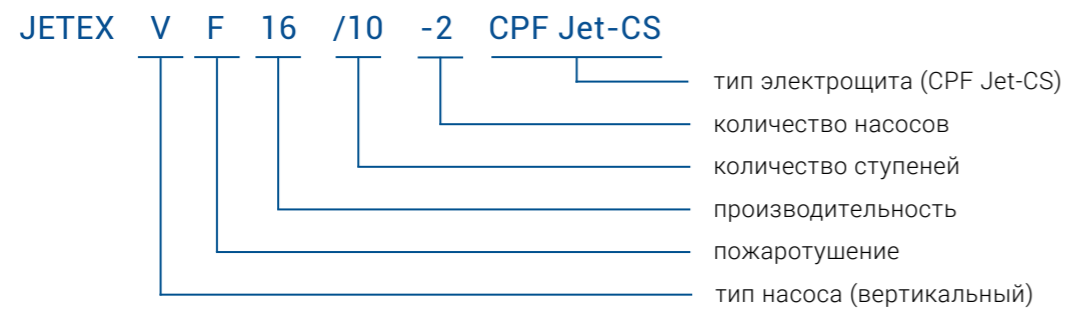 JETEX V F 16 /10 -2 CPF Jet-CS
тип электрощита (CPF Jet-CS)
количество насосов
количество ступеней
производительность
пожаротушение
тип насоса (вертикальный)